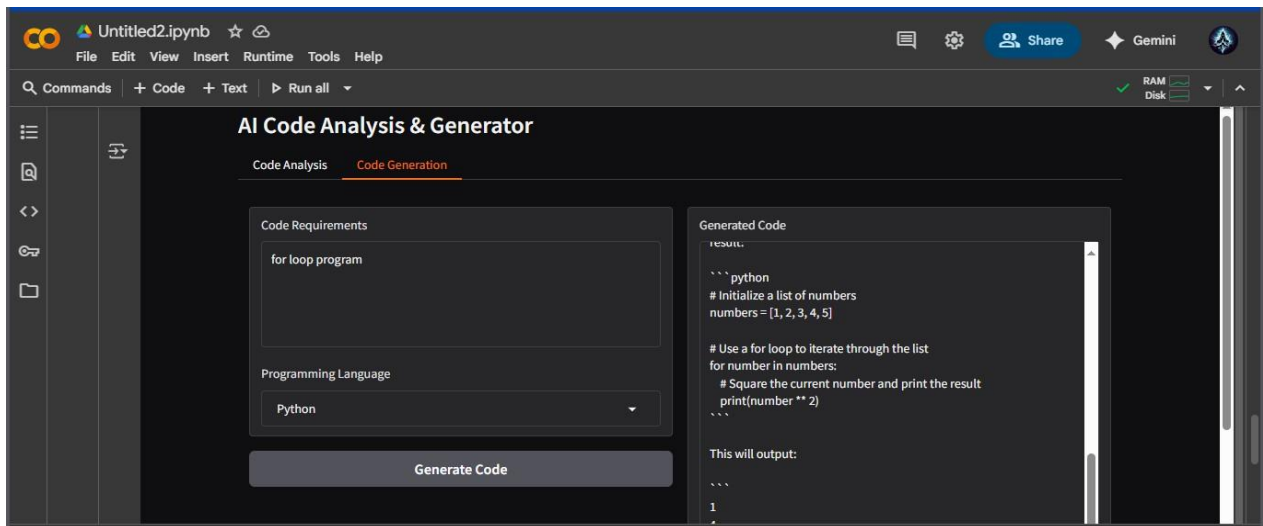 Untitled2.ipynb
File Edit View Insert Runtime Tools Help
Share
Gemini
Commands + Code + Text Run all
RAM
Disk
AI Code Analysis & Generator
Code Analysis Code Generation
Code Requirements
for loop program
Programming Language
Python
Generate Code
Generated Code
result:
```python
# Initialize a list of numbers
numbers = [1, 2, 3, 4, 5]
# Use a for loop to iterate through the list
for number in numbers:
# Square the current number and print the result
print(number ** 2)
```
This will output:
```
1